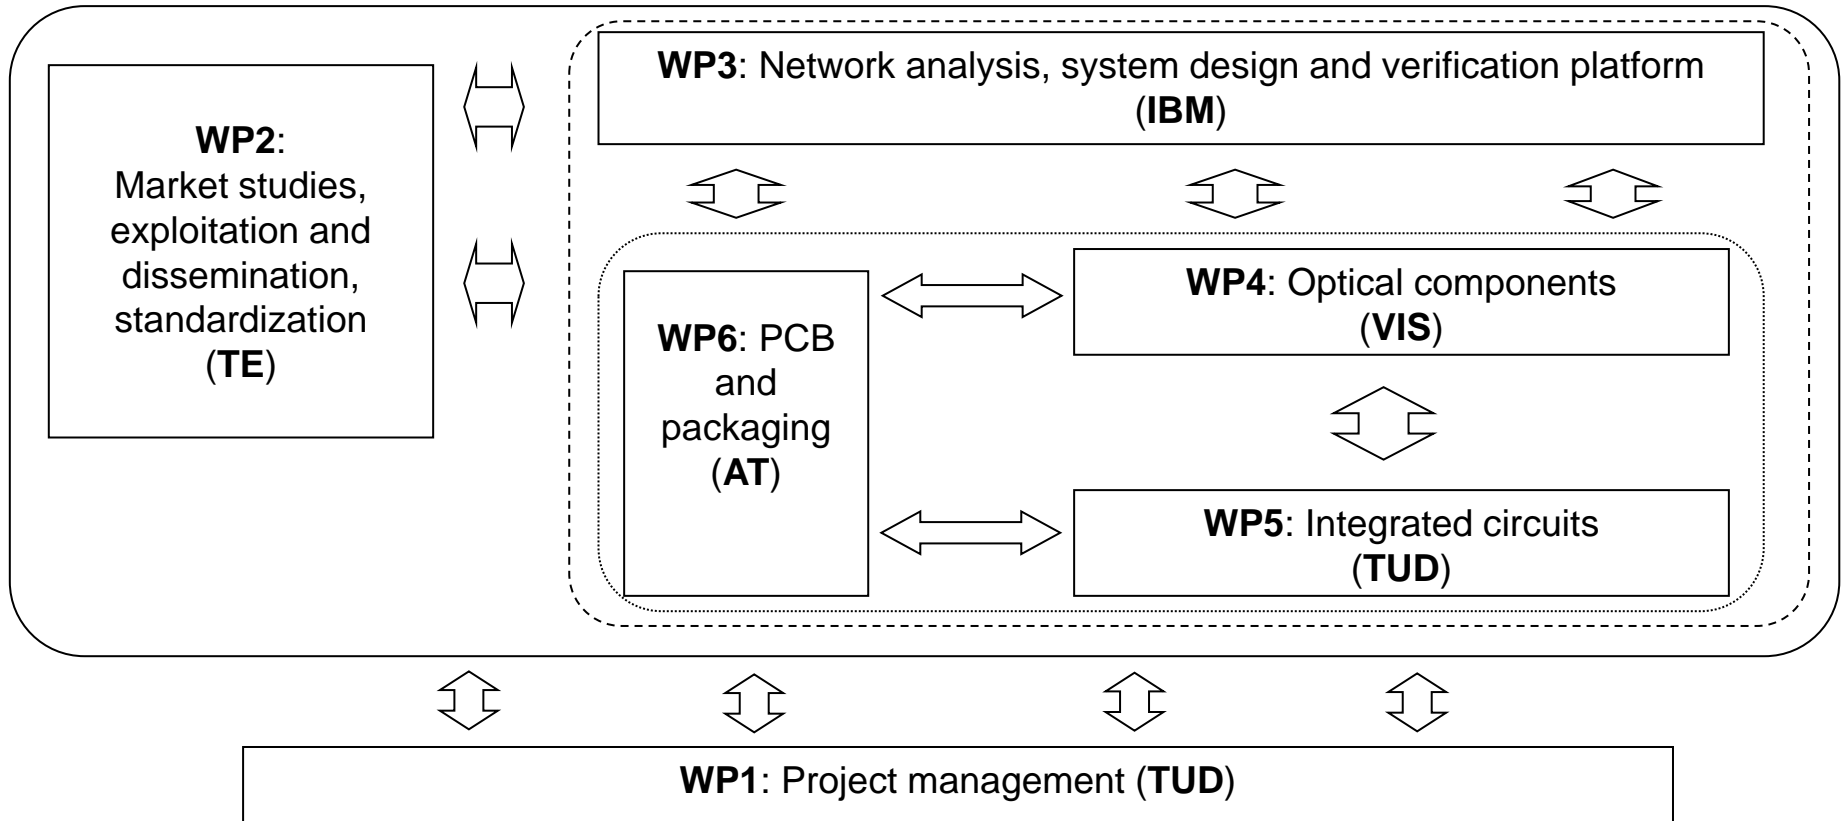 WP3: Network analysis, system design and verification platform
(IBM)
WP2:
Market studies,
exploitation and
dissemination,
standardization
(TE)
WP6: PCB
and
packaging
(AT)
WP4: Optical components
(VIS)
WP5: Integrated circuits
(TUD)
WP1: Project management (TUD)